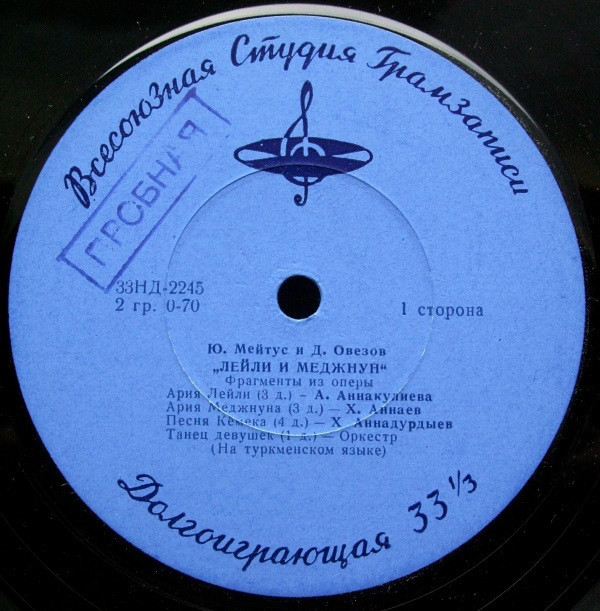 Всесоюзная Студия Грамзаписи
ПРОБНАЯ
33НД-2245
2 гр. 0-70
1 сторона
Ю. Мейтус и Д. Овезов
„ЛЕЙЛИ И МЕДЖНУН“
Фрагменты из оперы
Ария Лейли (3 д.) – А. Аннакулиева
Ария Меджнуна (3 д.) — Х. Аннаев
Песня Кемека (4 д.) — Х. Аннадурдыев
Танец девушек (1 д.) — Оркестр
(На туркменском языке)
Долгоиграющая 33 1/3